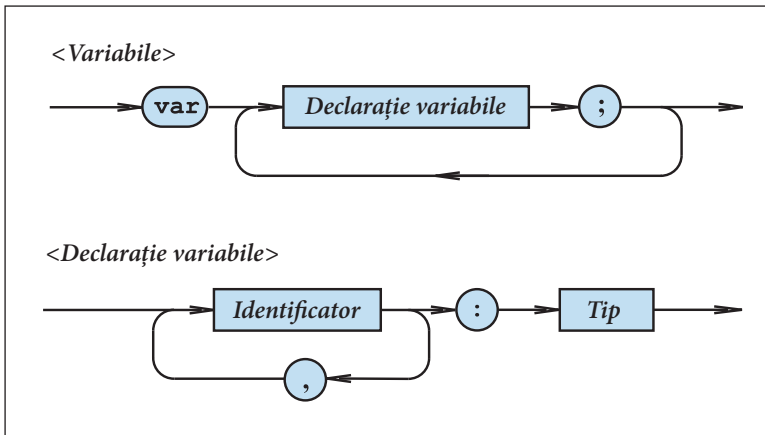 <Variabile>
var Declarație variabile ;
<Declarație variabile>
Identificator : Tip
,